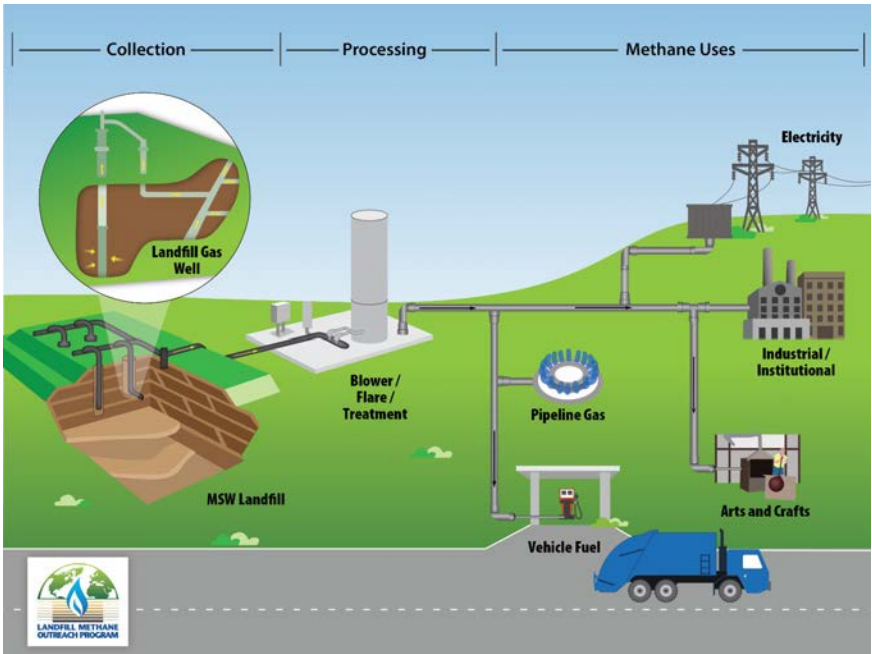 Collection
Processing
Methane Uses
Electricity
Landfill Gas
Well
Blower /
Flare /
Treatment
Industrial /
Institutional
Pipeline Gas
MSW Landfill
Arts and Crafts
Vehicle Fuel
LANDFILL METHANE
OUTREACH PROGRAM